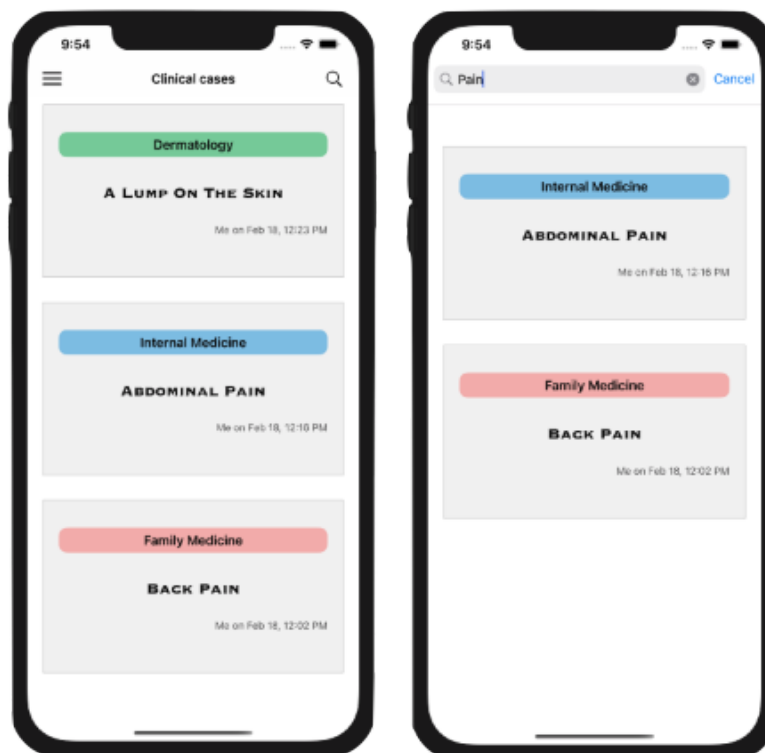 9:54
Clinical cases
Dermatology
A LUMP ON THE SKIN
Me on Feb 18, 12:23 PM
Internal Medicine
ABDOMINAL PAIN
Me on Feb 18, 12:16 PM
Family Medicine
BACK PAIN
Me on Feb 18, 12:02 PM
9:54
Pain
Cancel
Internal Medicine
ABDOMINAL PAIN
Me on Feb 18, 12:16 PM
Family Medicine
BACK PAIN
Me on Feb 18, 12:02 PM